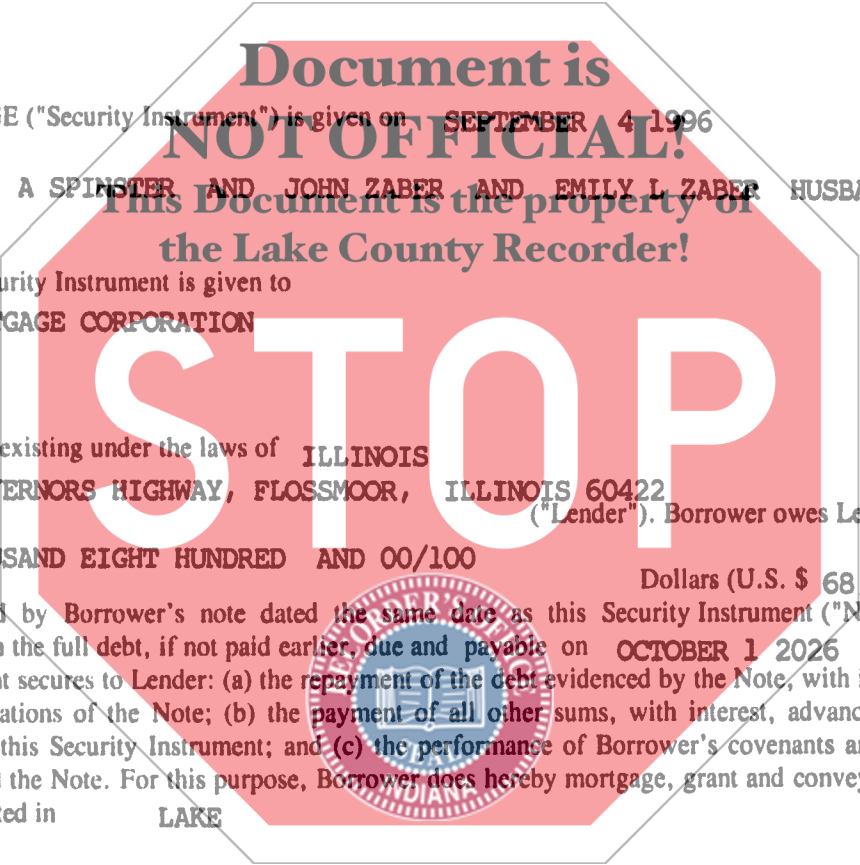 Document is
E ("Security Instrument") is given on SEPTEMBER 4 1996
NOT OFFICIAL!
A SPINSTER AND JOHN ZABER AND EMILY L ZABER HUSBA
This Document is the property of
the Lake County Recorder!
urity Instrument is given to
GAGE CORPORATION
STOP
existing under the laws of ILLINOIS
ERNORS HIGHWAY, FLOSSMOOR, ILLINOIS 60422
("Lender"). Borrower owes Le
SAND EIGHT HUNDRED AND 00/100
Dollars (U.S. $ 68
d by Borrower's note dated the same date as this Security Instrument ("N
the full debt, if not paid earlier, due and payable on OCTOBER 1 2026
t secures to Lender: (a) the repayment of the debt evidenced by the Note, with i
ations of the Note; (b) the payment of all other sums, with interest, advanc
this Security Instrument; and (c) the performance of Borrower's covenants a
the Note. For this purpose, Borrower does hereby mortgage, grant and convey
ted in LAKE
RECORDER'S OFFICE
SEAL
INDIANA